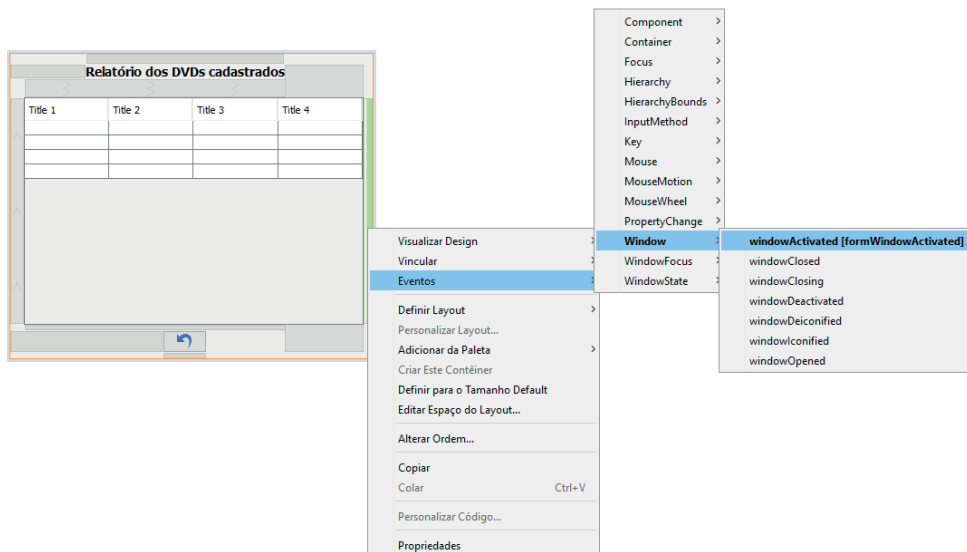 Relatório dos DVDs cadastrados
Title 1 Title 2 Title 3 Title 4
Visualizar Design
Vincular
Eventos
Definir Layout
Personalizar Layout...
Adicionar da Paleta
Criar Este Contêiner
Definir para o Tamanho Default
Editar Espaço do Layout...
Alterar Ordem...
Copiar
Colar Ctrl+V
Personalizar Código...
Propriedades
Component
Container
Focus
Hierarchy
HierarchyBounds
InputMethod
Key
Mouse
MouseMotion
MouseWheel
PropertyChange
Window
WindowFocus
WindowState
windowActivated [formWindowActivated]
windowClosed
windowClosing
windowDeactivated
windowDeiconified
windowIconified
windowOpened